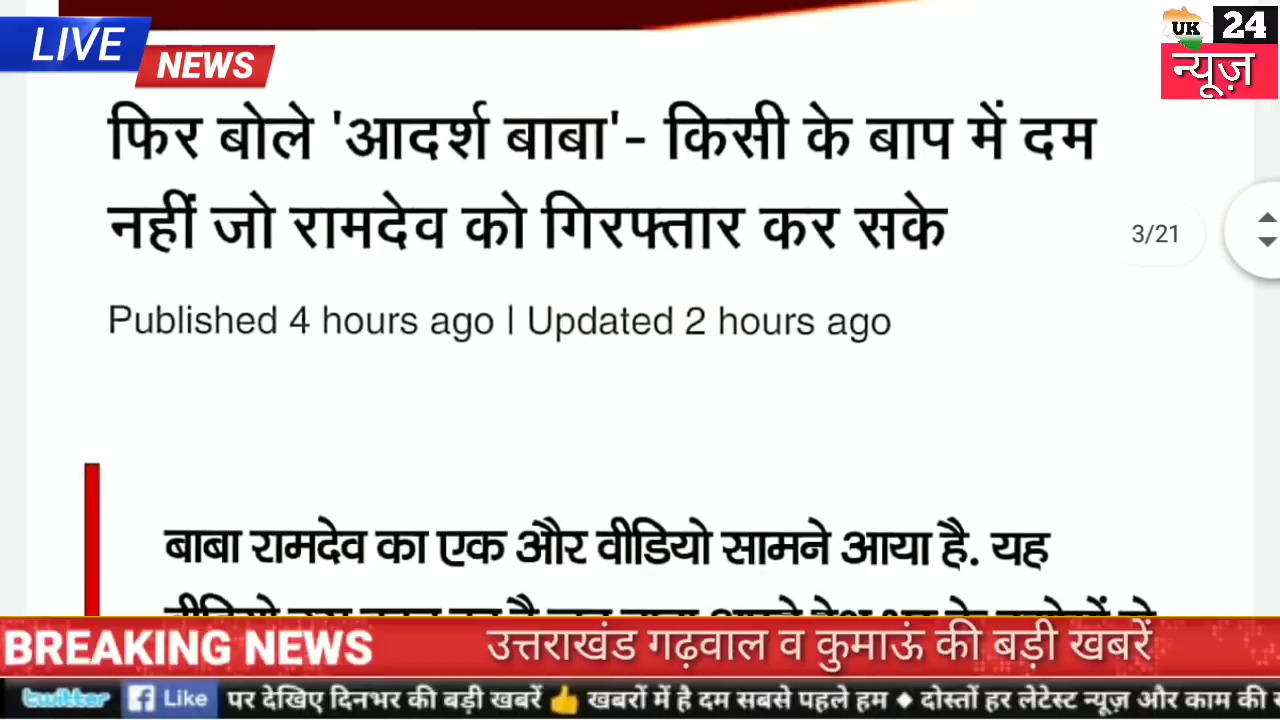 LIVE
NEWS
UK 24
न्यूज़
फिर बोले 'आदर्श बाबा'- किसी के बाप में दम
नहीं जो रामदेव को गिरफ्तार कर सके
3/21
Published 4 hours ago | Updated 2 hours ago
बाबा रामदेव का एक और वीडियो सामने आया है. यह
BREAKING NEWS
उत्तराखंड गढ़वाल व कुमाऊं की बड़ी खबरें
twitter Like पर देखिए दिनभर की बड़ी खबरें 👍 खबरों में है दम सबसे पहले हम ◆ दोस्तों हर लेटेस्ट न्यूज़ और काम की